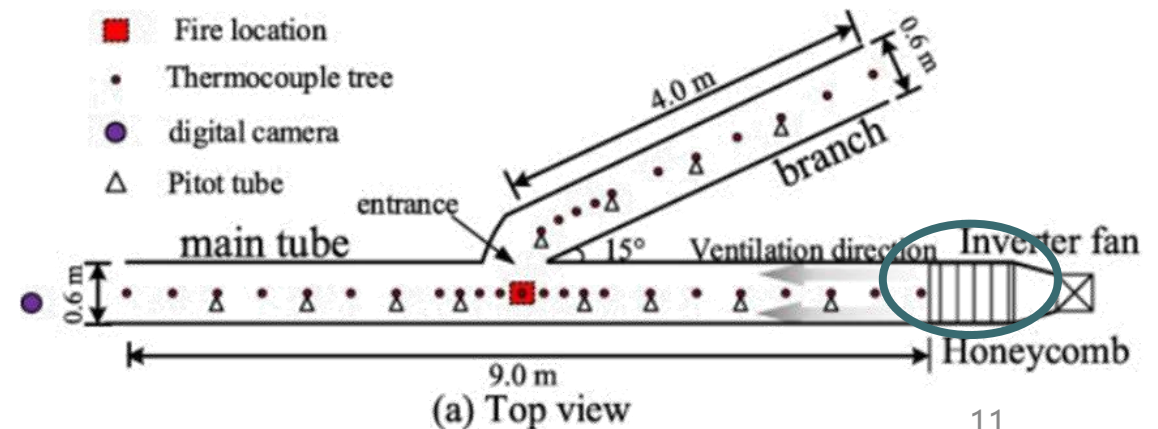 Fire location
Thermocouple tree
digital camera
Pitot tube
4.0 m
0.6 m
branch
entrance
main tube
15°
Ventilation direction
Inverter fan
0.6 m
Honeycomb
9.0 m
(a) Top view
11